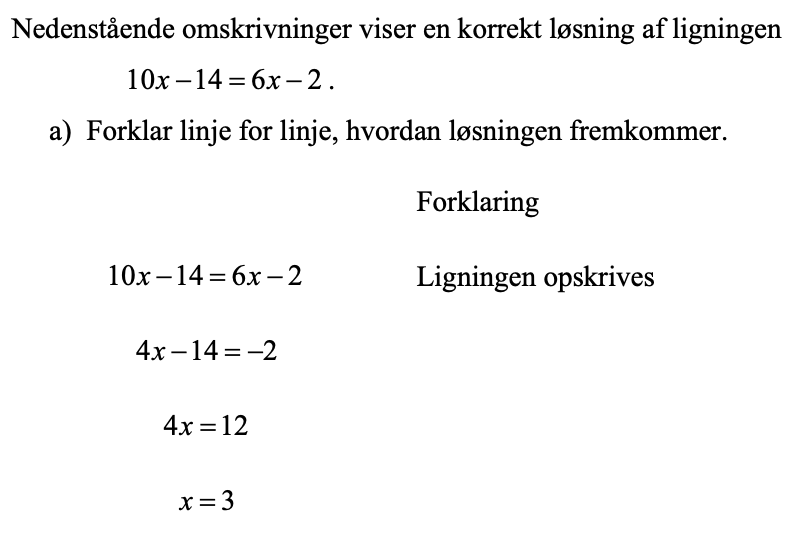 Nedenstående omskrivninger viser en korrekt løsning af ligningen
10x – 14 = 6x – 2 .
a) Forklar linje for linje, hvordan løsningen fremkommer.
Forklaring
10x – 14 = 6x – 2 Ligningen opskrives
4x – 14 = –2
4x = 12
x = 3